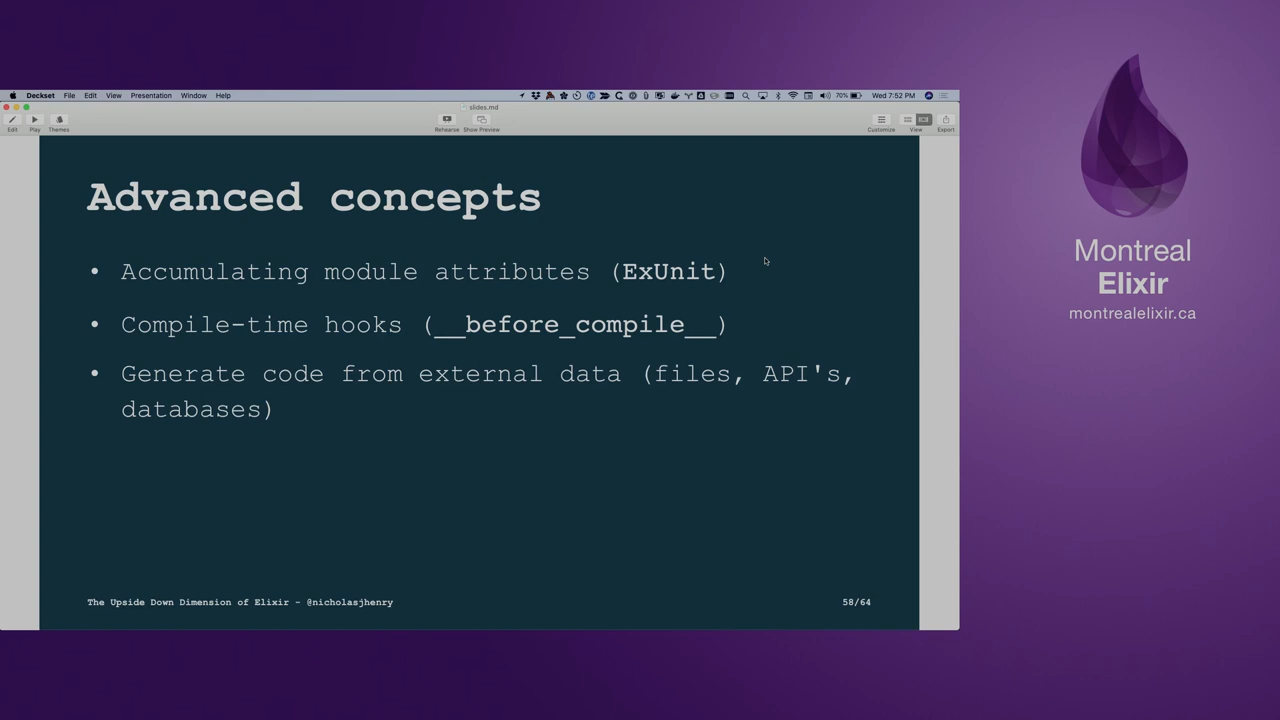 Deckset File Edit View Presentation Window Help 70% Wed 7:52 PM
slides.md
Edit Play Themes Rehearse Show Preview Customize View Export
Advanced concepts
• Accumulating module attributes (ExUnit)
• Compile-time hooks (__before_compile__)
• Generate code from external data (files, API's,
databases)
The Upside Down Dimension of Elixir - @nicholasjhenry 58/64
Montreal
Elixir
montrealelixir.ca